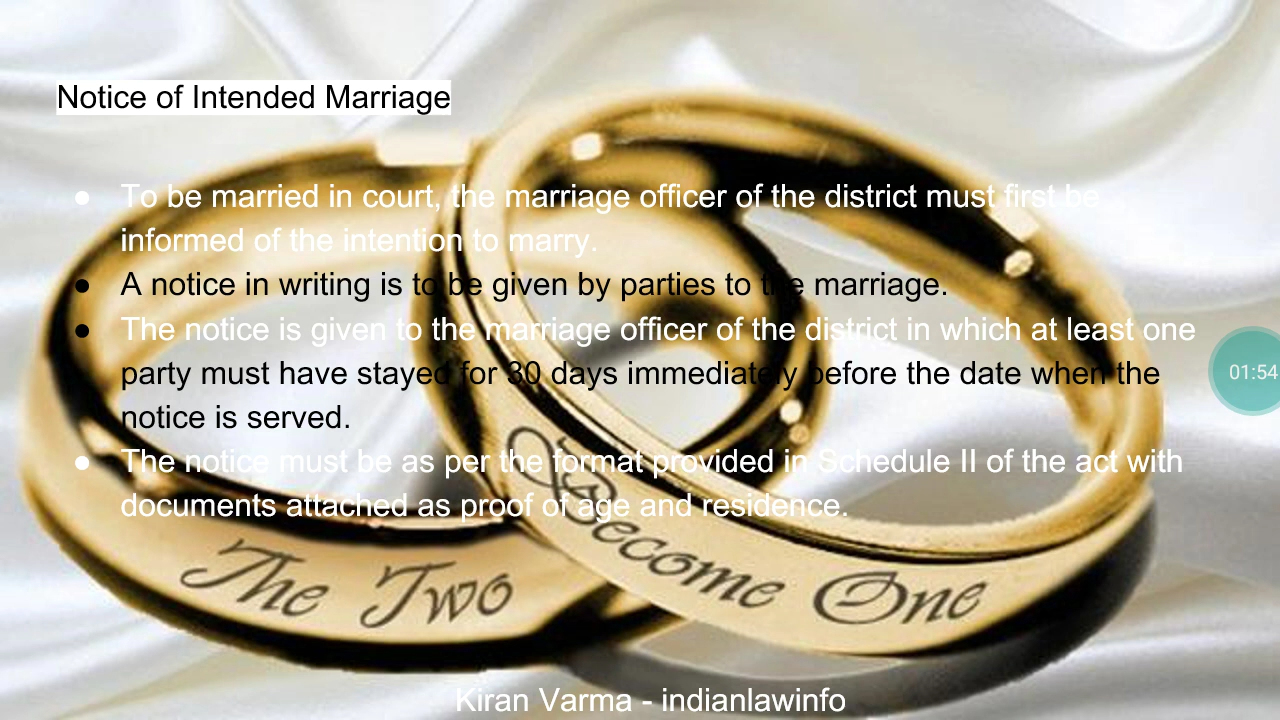 Notice of Intended Marriage
● To be married in court, the marriage officer of the district must first be
informed of the intention to marry.
● A notice in writing is to be given by parties to the marriage.
● The notice is given to the marriage officer of the district in which at least one
party must have stayed for 30 days immediately before the date when the
notice is served.
● The notice must be as per the format provided in Schedule II of the act with
documents attached as proof of age and residence.
01:54
The Two Become One
Kiran Varma - indianlawinfo